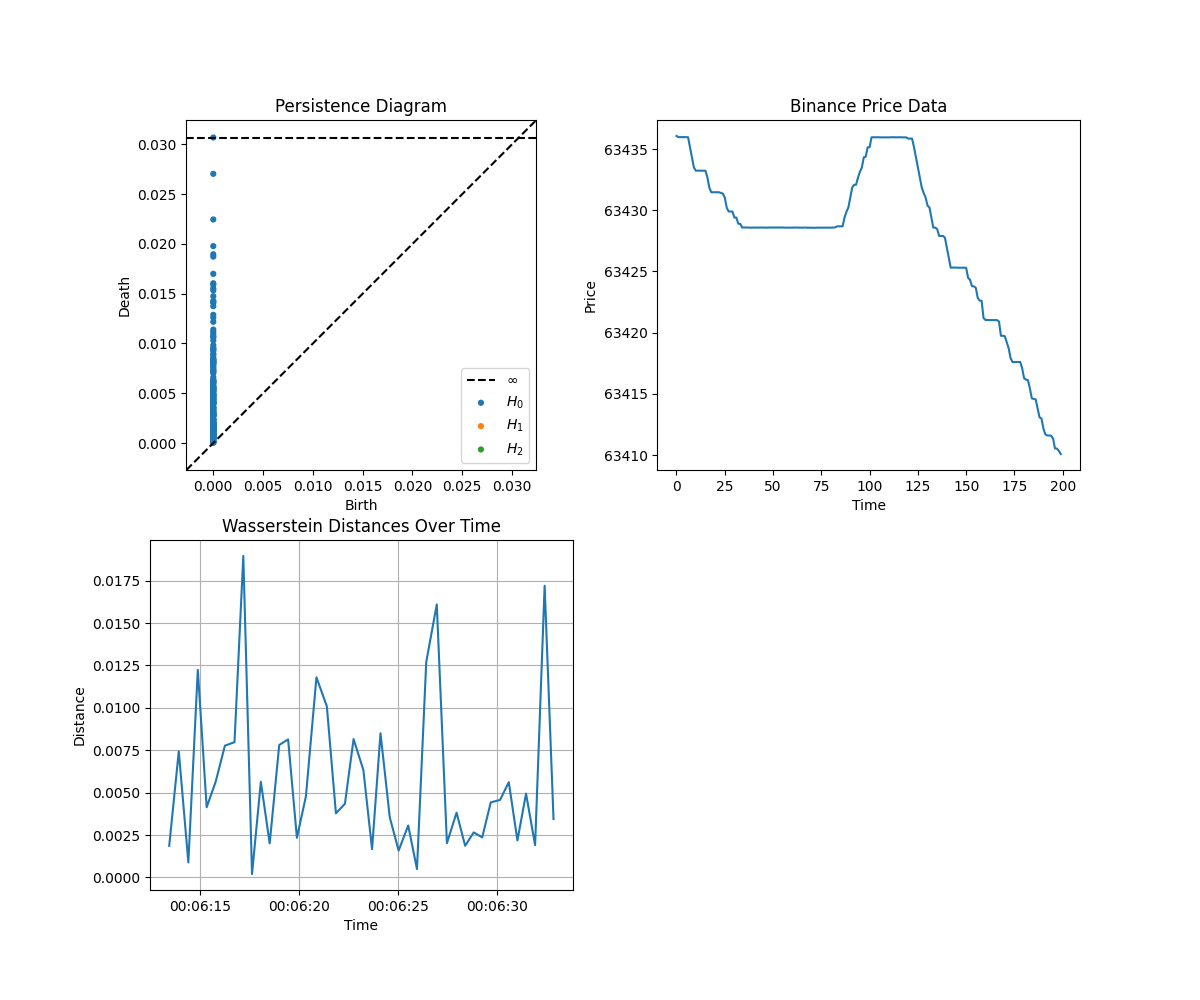 Persistence Diagram
Death
0.030
0.025
0.020
0.015
0.010
0.005
0.000
∞
H₀
H₁
H₂
0.000 0.005 0.010 0.015 0.020 0.025 0.030
Birth
Binance Price Data
Price
63435
63430
63425
63420
63415
63410
0 25 50 75 100 125 150 175 200
Time
Wasserstein Distances Over Time
Distance
0.0175
0.0150
0.0125
0.0100
0.0075
0.0050
0.0025
0.0000
00:06:15 00:06:20 00:06:25 00:06:30
Time